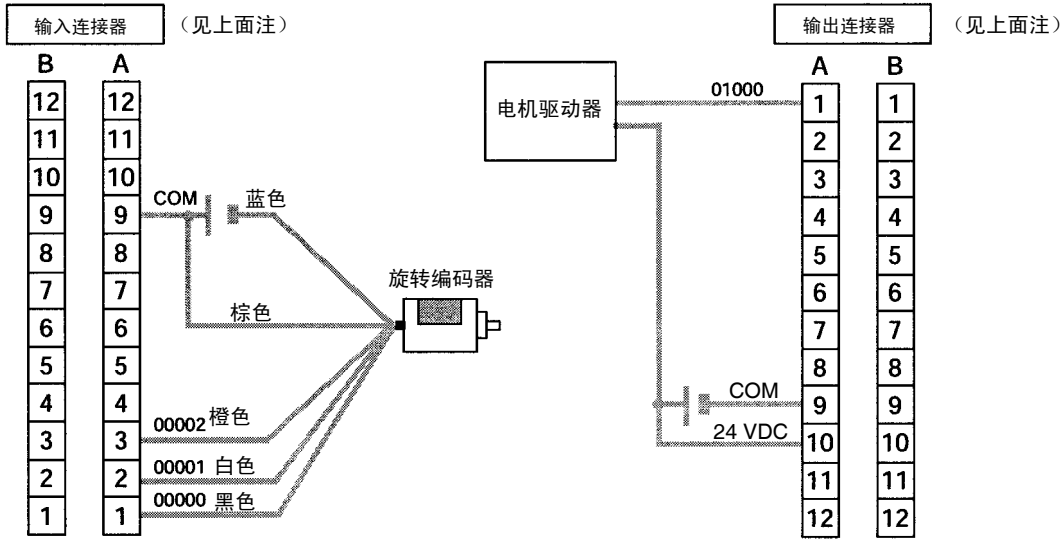 输入连接器 （见上面注）
B A
12 12
11 11
10 10
9 9
8 8
7 7
6 6
5 5
4 4
3 3
2 2
1 1
COM 蓝色
棕色
旋转编码器
00002 橙色
00001 白色
00000 黑色
输出连接器 （见上面注）
电机驱动器
01000
COM
24 VDC
A B
1 1
2 2
3 3
4 4
5 5
6 6
7 7
8 8
9 9
10 10
11 11
12 12